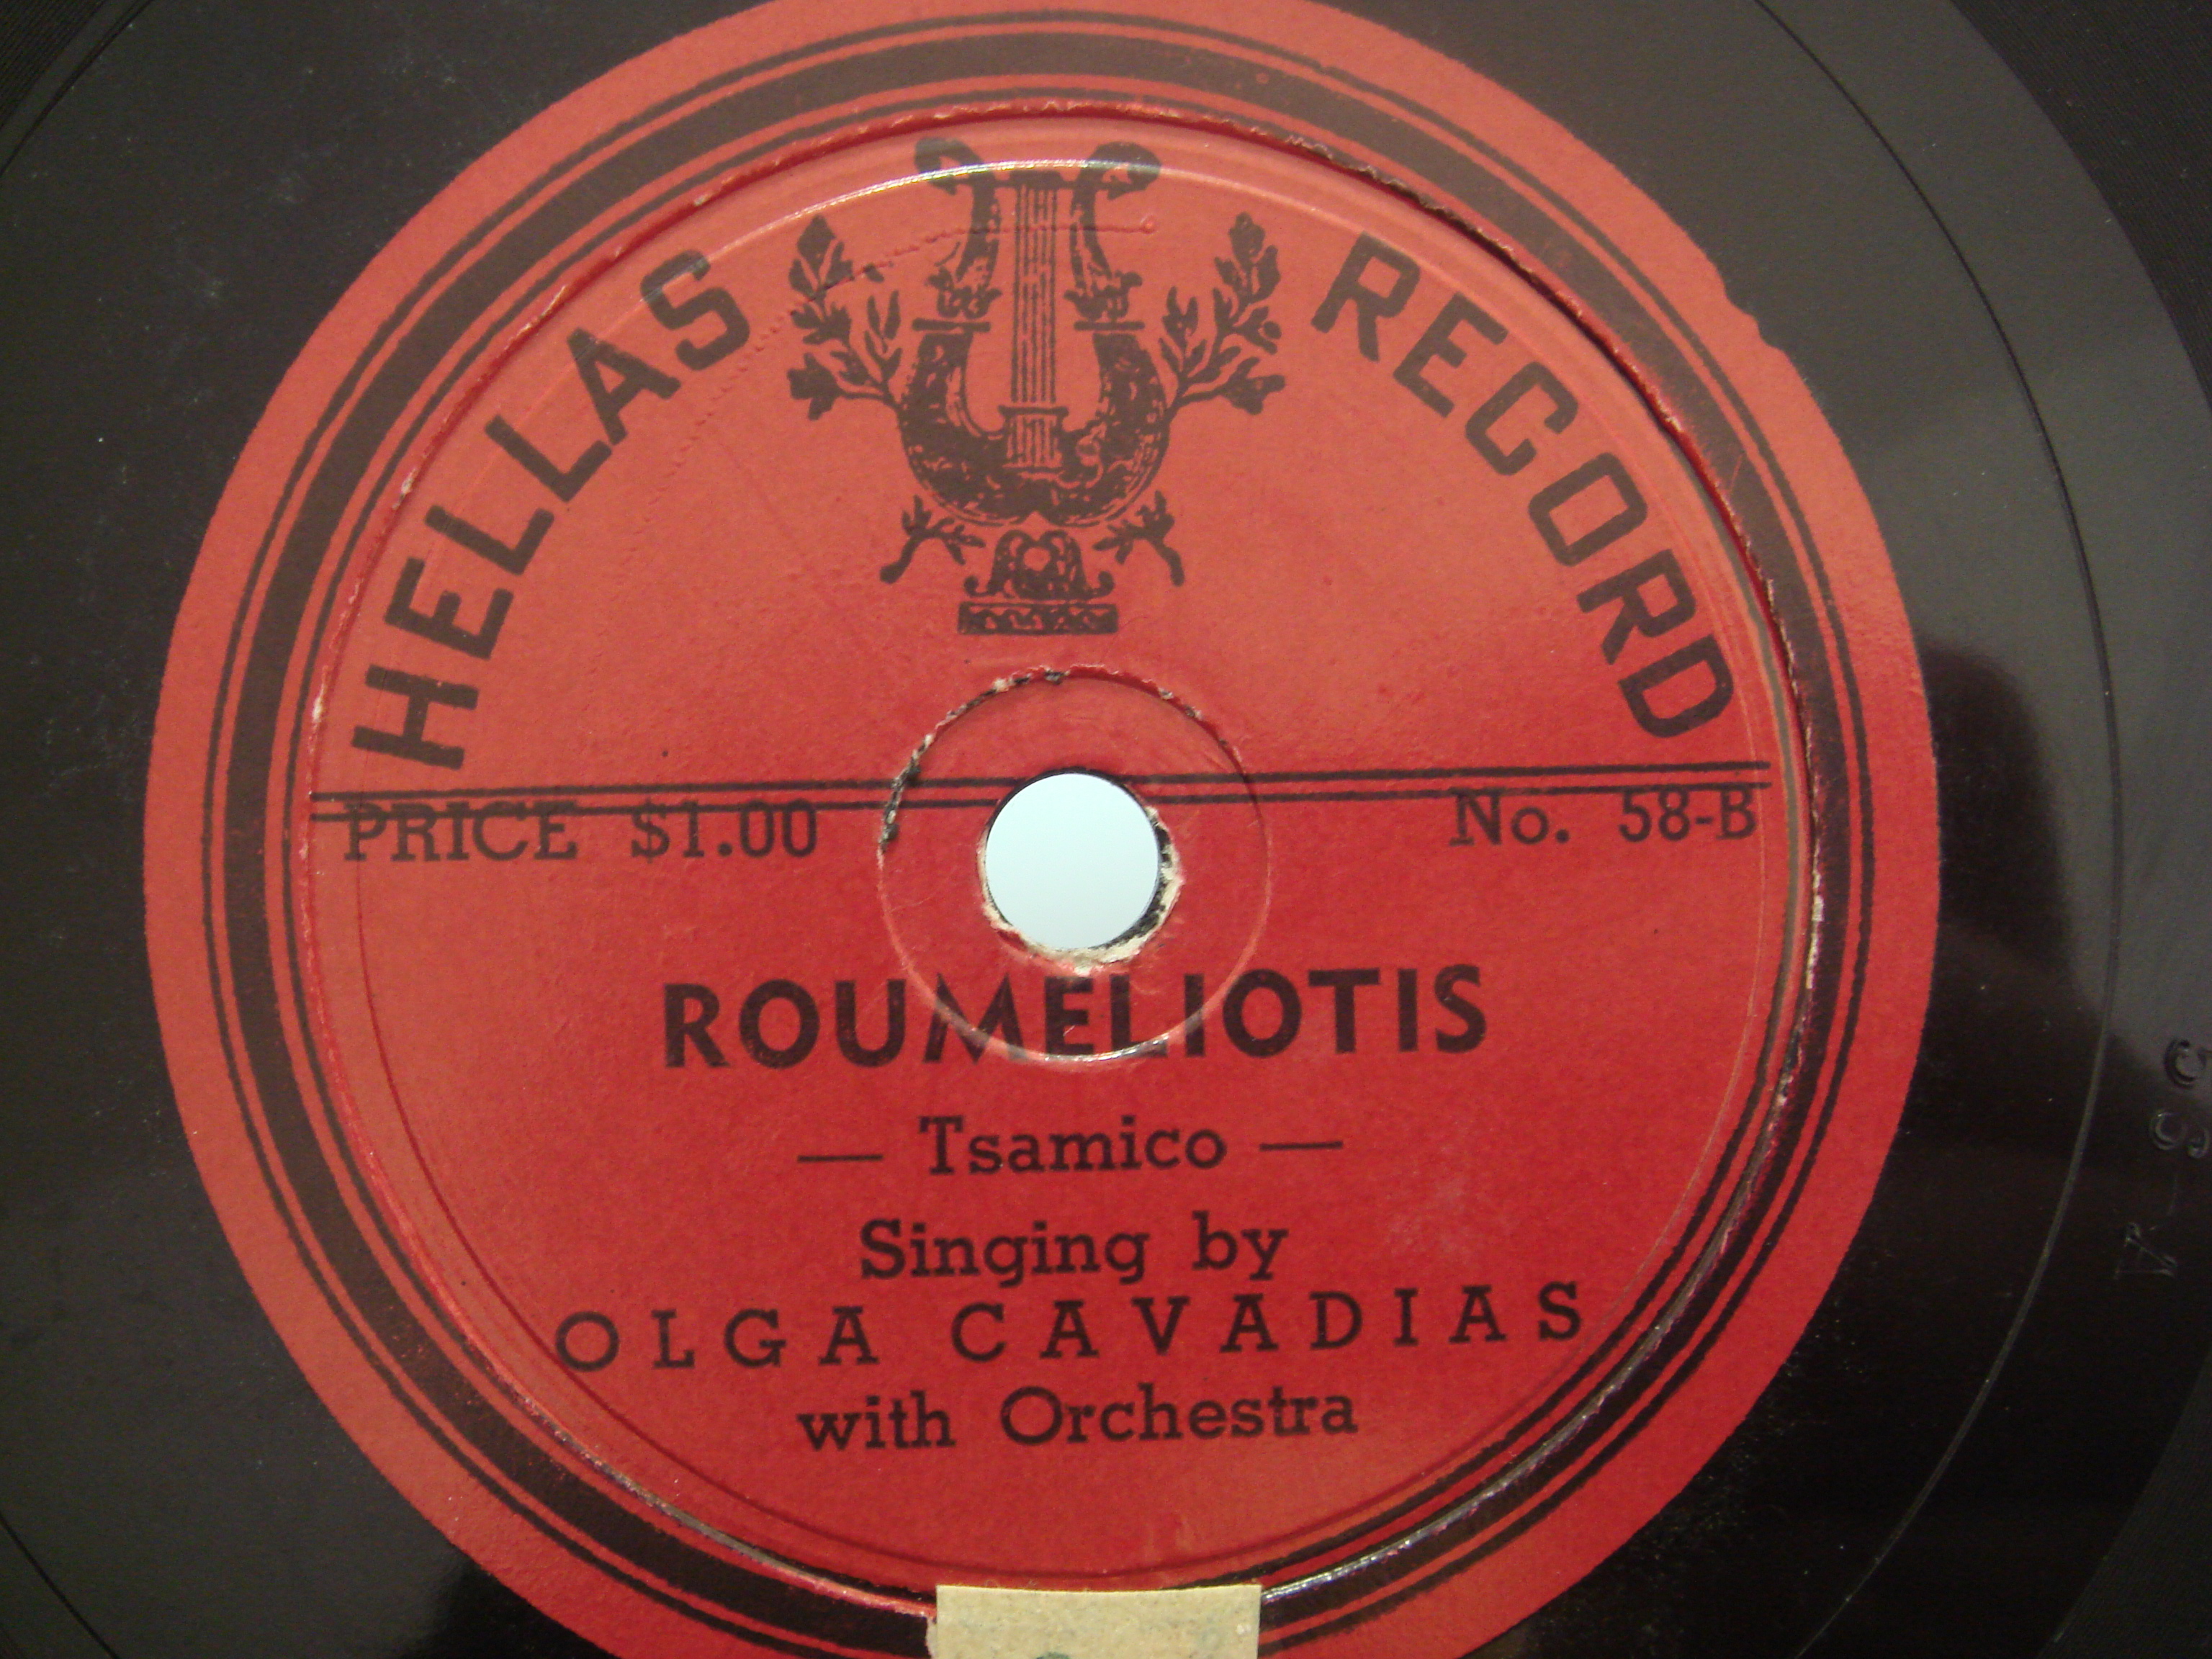 HELLAS RECORD
PRICE $1.00 No. 58-B
ROUMELIOTIS
— Tsamico —
Singing by
OLGA CAVADIAS
with Orchestra